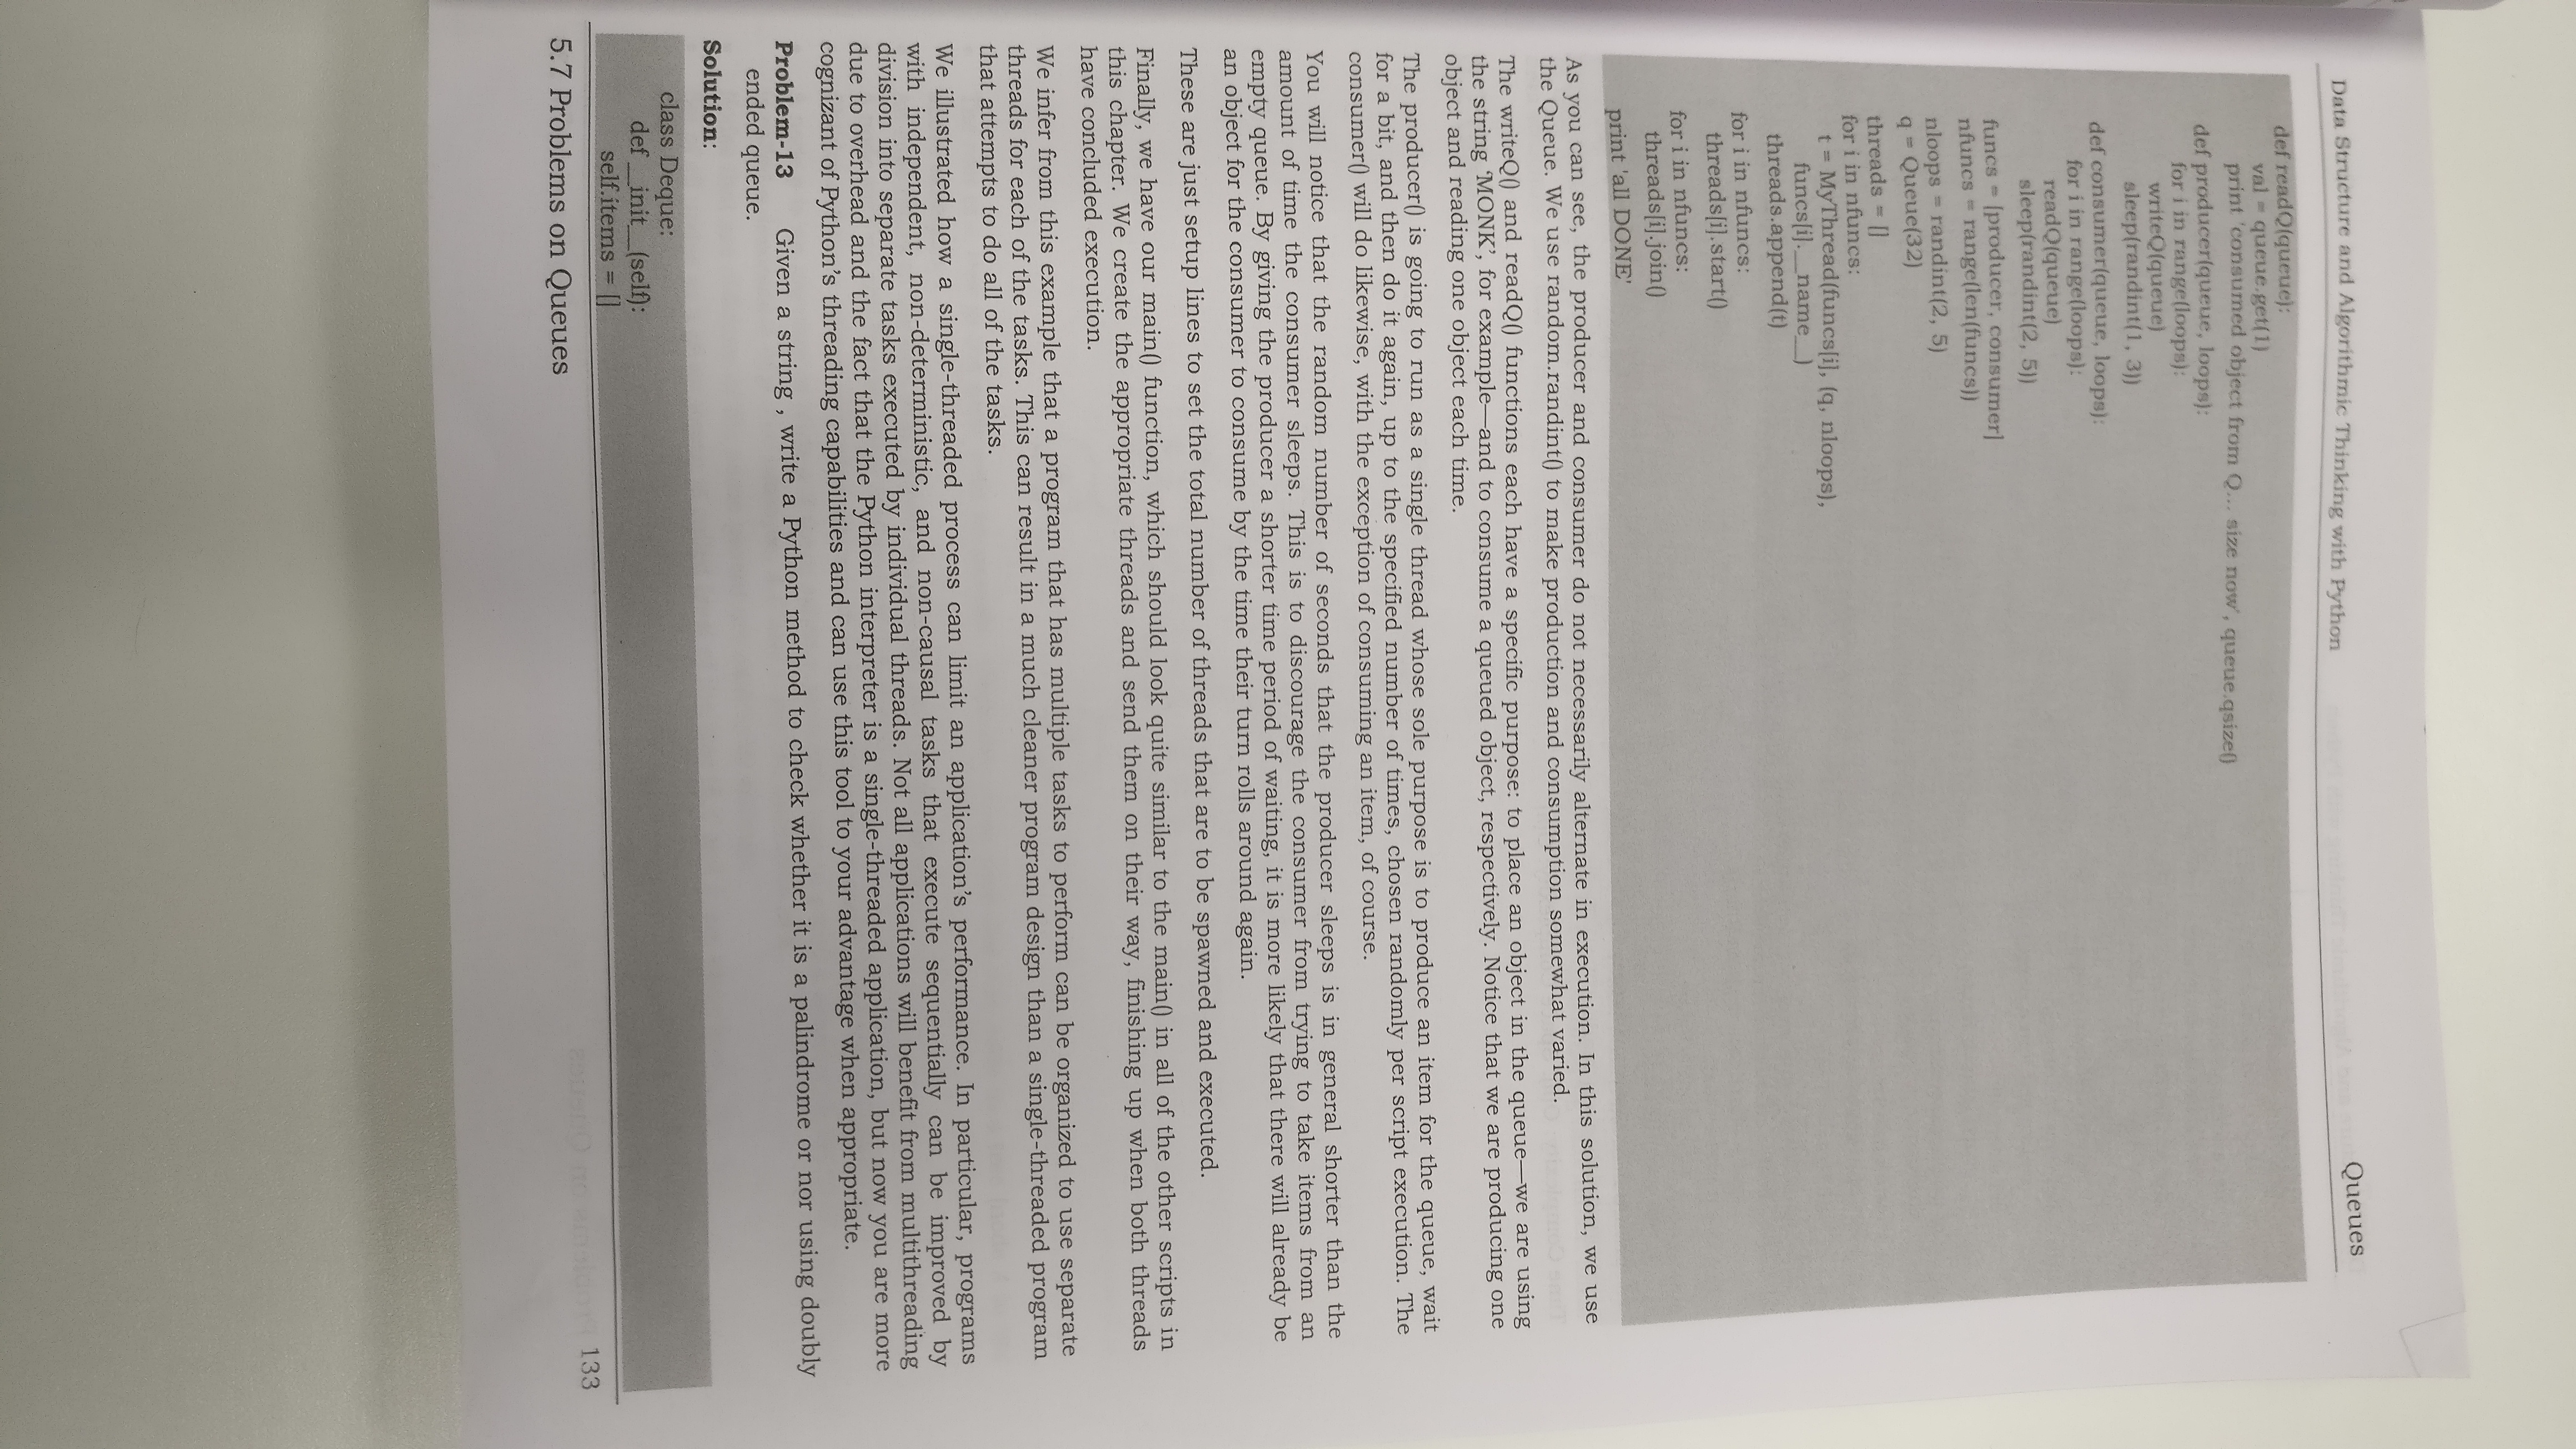 Data Structure and Algorithmic Thinking with Python Queues
def readQ(queue):
val = queue.get(1)
print 'consumed object from Q... size now', queue.qsize()
def producer(queue, loops):
for i in range(loops):
writeQ(queue)
sleep(randint(1, 3))
def consumer(queue, loops):
for i in range(loops):
readQ(queue)
sleep(randint(2, 5))
funcs = [producer, consumer]
nfuncs = range(len(funcs))
nloops = randint(2, 5)
q = Queue(32)
threads = []
for i in nfuncs:
t = MyThread(funcs[i], (q, nloops),
funcs[i].__name__)
threads.append(t)
for i in nfuncs:
threads[i].start()
for i in nfuncs:
threads[i].join()
print 'all DONE'
As you can see, the producer and consumer do not necessarily alternate in execution. In this solution, we use
the Queue. We use random.randint() to make production and consumption somewhat varied.
The writeQ() and readQ() functions each have a specific purpose: to place an object in the queue—we are using
the string 'MONK', for example—and to consume a queued object, respectively. Notice that we are producing one
object and reading one object each time.
The producer() is going to run as a single thread whose sole purpose is to produce an item for the queue, wait
for a bit, and then do it again, up to the specified number of times, chosen randomly per script execution. The
consumer() will do likewise, with the exception of consuming an item, of course.
You will notice that the random number of seconds that the producer sleeps is in general shorter than the
amount of time the consumer sleeps. This is to discourage the consumer from trying to take items from an
empty queue. By giving the producer a shorter time period of waiting, it is more likely that there will already be
an object for the consumer to consume by the time their turn rolls around again.
These are just setup lines to set the total number of threads that are to be spawned and executed.
Finally, we have our main() function, which should look quite similar to the main() in all of the other scripts in
this chapter. We create the appropriate threads and send them on their way, finishing up when both threads
have concluded execution.
We infer from this example that a program that has multiple tasks to perform can be organized to use separate
threads for each of the tasks. This can result in a much cleaner program design than a single-threaded program
that attempts to do all of the tasks.
We illustrated how a single-threaded process can limit an application's performance. In particular, programs
with independent, non-deterministic, and non-causal tasks that execute sequentially can be improved by
division into separate tasks executed by individual threads. Not all applications will benefit from multithreading
due to overhead and the fact that the Python interpreter is a single-threaded application, but now you are more
cognizant of Python's threading capabilities and can use this tool to your advantage when appropriate.
Problem-13 Given a string , write a Python method to check whether it is a palindrome or nor using doubly
ended queue.
Solution:
class Deque:
def __init__(self):
self.items = []
5.7 Problems on Queues 133